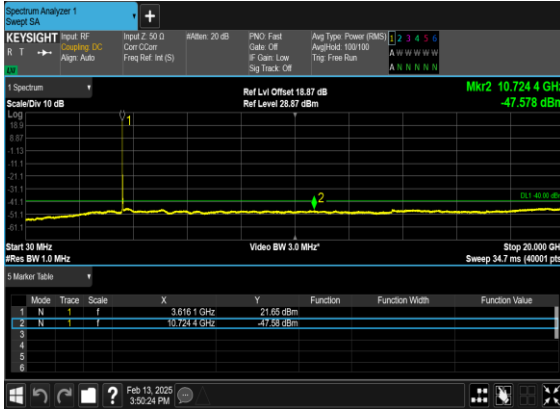 Spectrum Analyzer 1
Swept SA
+
KEYSIGHT
R T
Input: RF
Coupling: DC
Align: Auto
Input Z: 50 Ω
Corr CCorr
Freq Ref: Int (S)
#Atten: 20 dB
PNO: Fast
Gate: Off
IF Gain: Low
Sig Track: Off
Avg Type: Power (RMS)
Avg|Hold: 100/100
Trig: Free Run
1 2 3 4 5 6
A W W W W W
A N N N N N
1 Spectrum
Scale/Div 10 dB
Ref Lvl Offset 18.87 dB
Ref Level 28.87 dBm
Mkr2 10.724 4 GHz
-47.578 dBm
Log
18.9
8.87
-1.13
-11.1
-21.1
-31.1
-41.1
-51.1
-61.1
1
2
DL1 -40.00 dBm
Start 30 MHz
#Res BW 1.0 MHz
Video BW 3.0 MHz*
Stop 20.000 GHz
Sweep 34.7 ms (40001 pts)
5 Marker Table
Mode Trace Scale X Y Function Function Width Function Value
1 N 1 f 3.616 1 GHz 21.65 dBm
2 N 1 f 10.724 4 GHz -47.58 dBm
3
4
5
6
?
Feb 13, 2025
3:50:24 PM